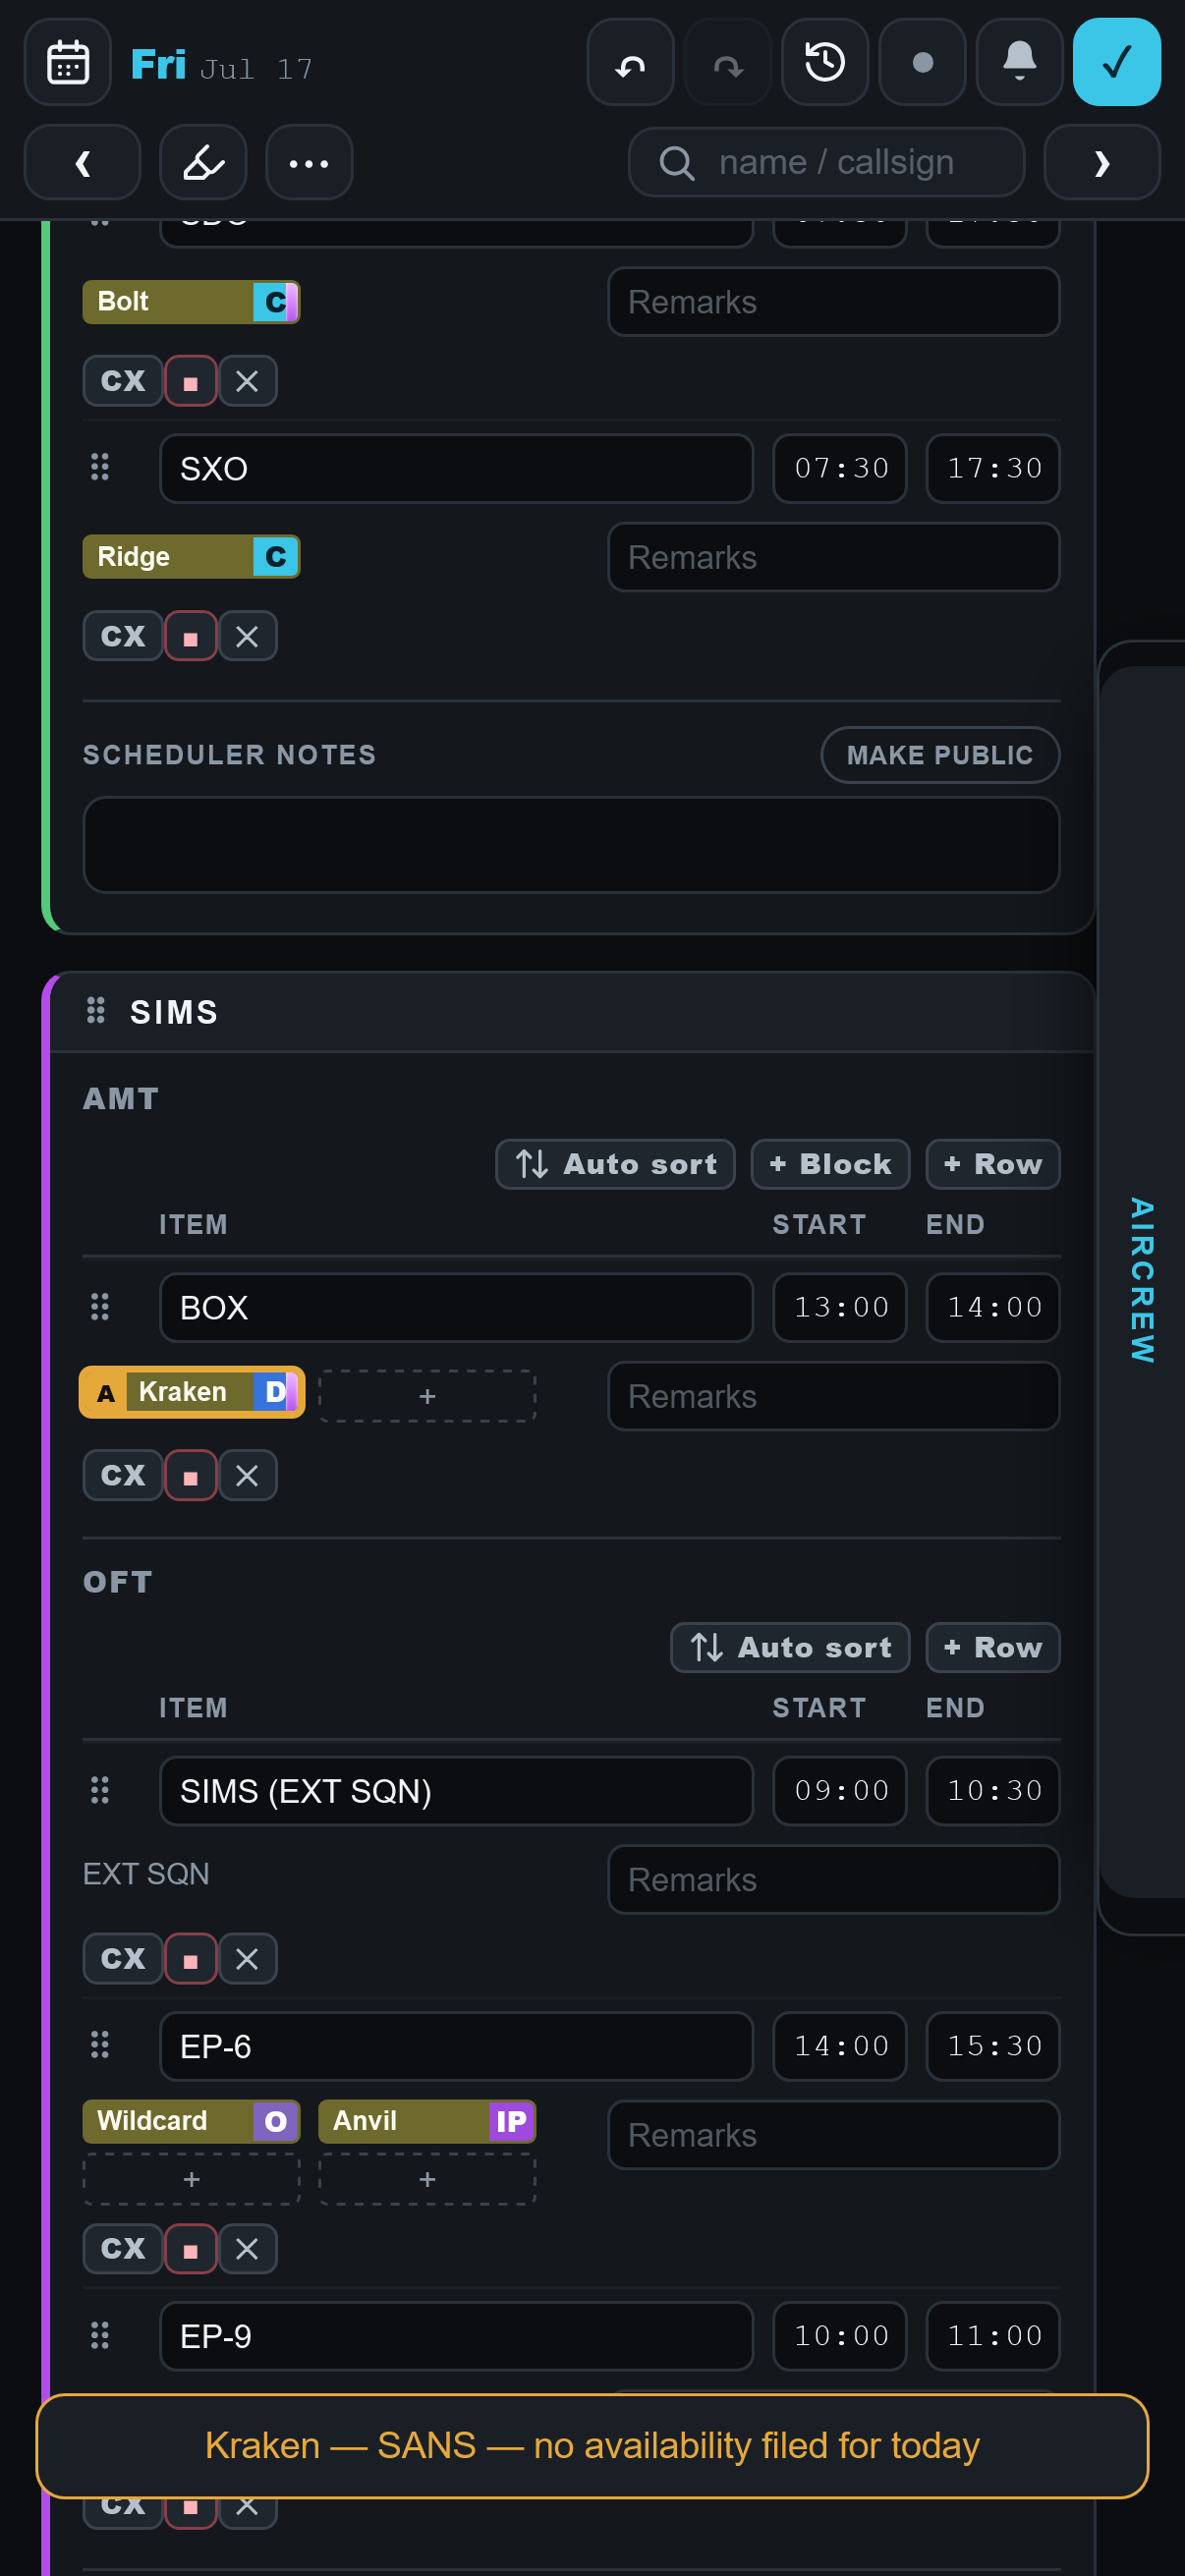 Fri Jul 17
name / callsign
Bolt C Remarks
CX
SXO 07:30 17:30
Ridge C Remarks
CX
SCHEDULER NOTES MAKE PUBLIC
SIMS
AMT
Auto sort + Block + Row
ITEM START END
BOX 13:00 14:00
A Kraken D + Remarks
CX
AIRCREW
OFT
Auto sort + Row
ITEM START END
SIMS (EXT SQN) 09:00 10:30
EXT SQN Remarks
CX
EP-6 14:00 15:30
Wildcard O Anvil IP Remarks
+ +
CX
EP-9 10:00 11:00
Kraken — SANS — no availability filed for today
CX